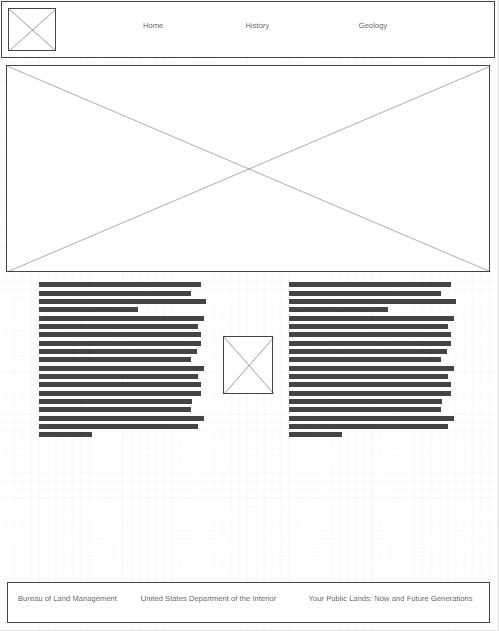 Home History Geology
Bureau of Land Management United States Department of the Interior Your Public Lands: Now and Future Generations